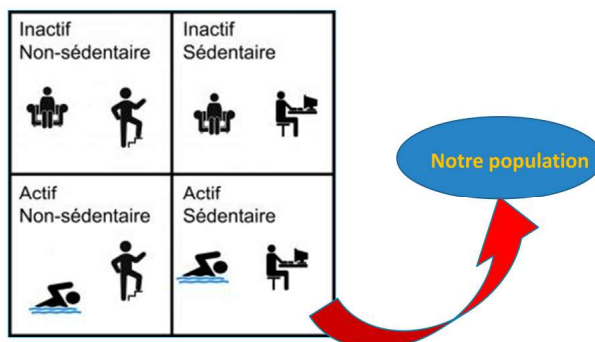 Inactif
Non-sédentaire
Inactif
Sédentaire
Notre population
Actif
Non-sédentaire
Actif
Sédentaire